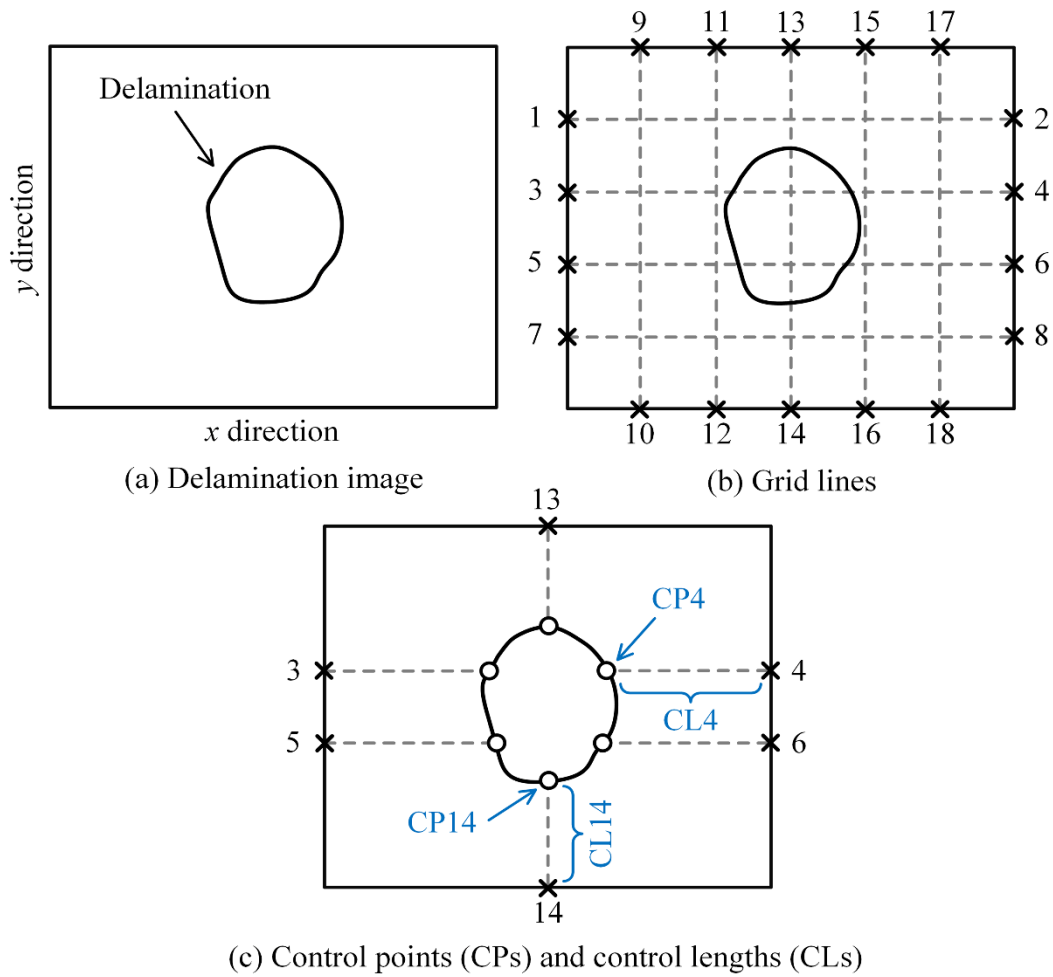 Delamination
y direction
x direction
(a) Delamination image
9 11 13 15 17
1 2
3 4
5 6
7 8
10 12 14 16 18
(b) Grid lines
13
CP4
3 4
CL4
5 6
CP14
CL14
14
(c) Control points (CPs) and control lengths (CLs)